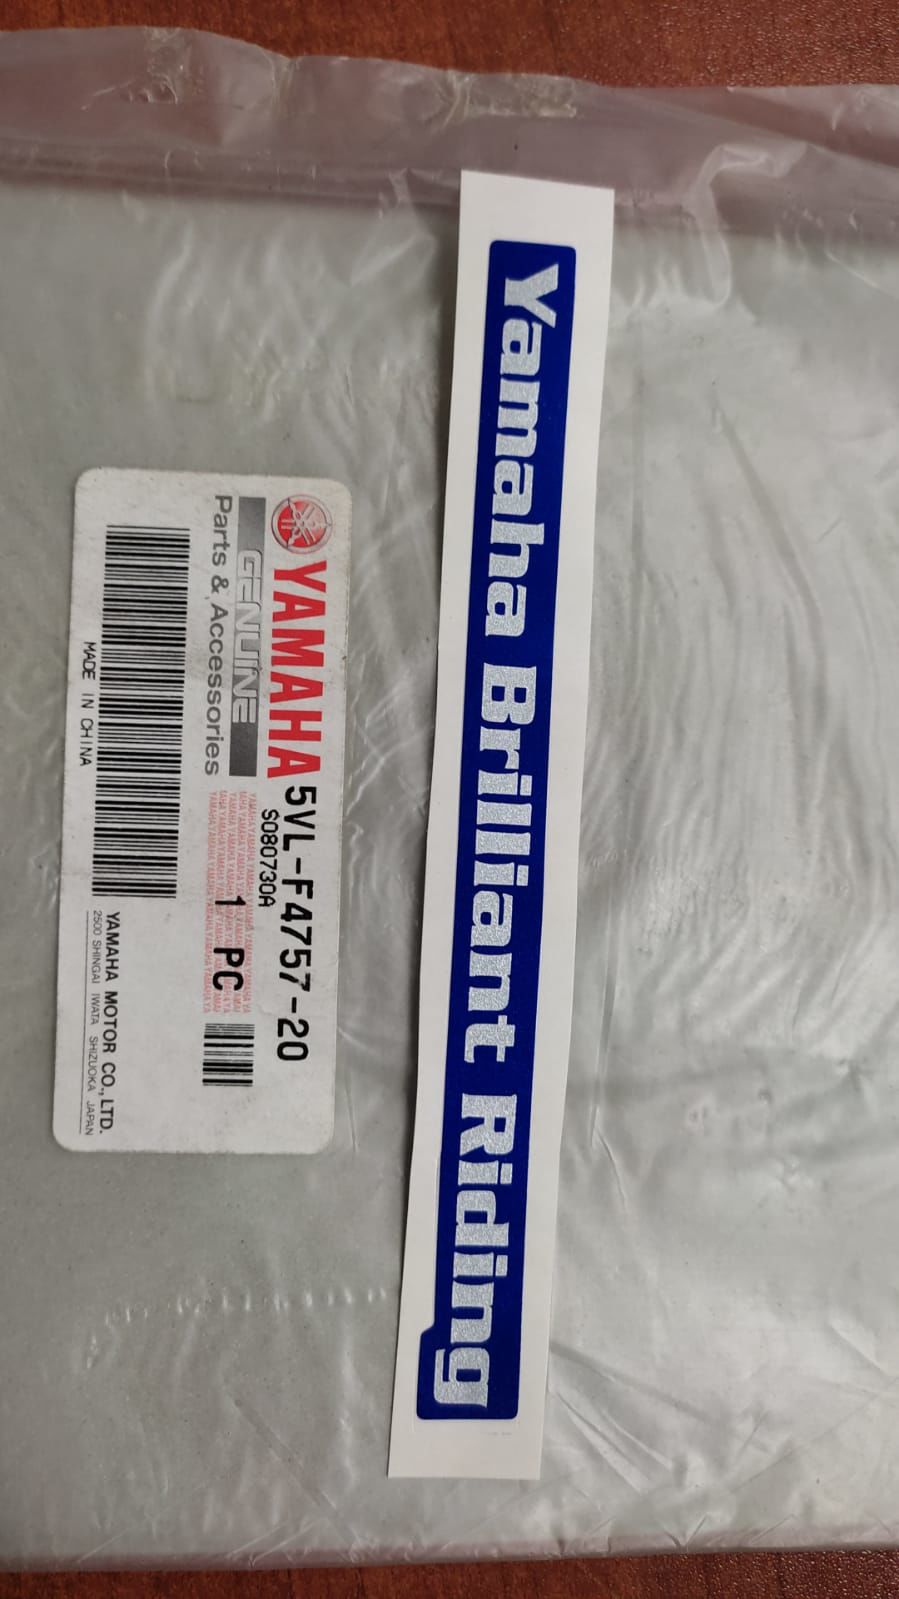 Yamaha Brilliant Riding
YAMAHA
GENUINE
Parts & Accessories
5VL-F4757-20
S080730A
1 PC
MADE IN CHINA
YAMAHA MOTOR CO., LTD.
2500 SHINGAI IWATA SHIZUOKA JAPAN